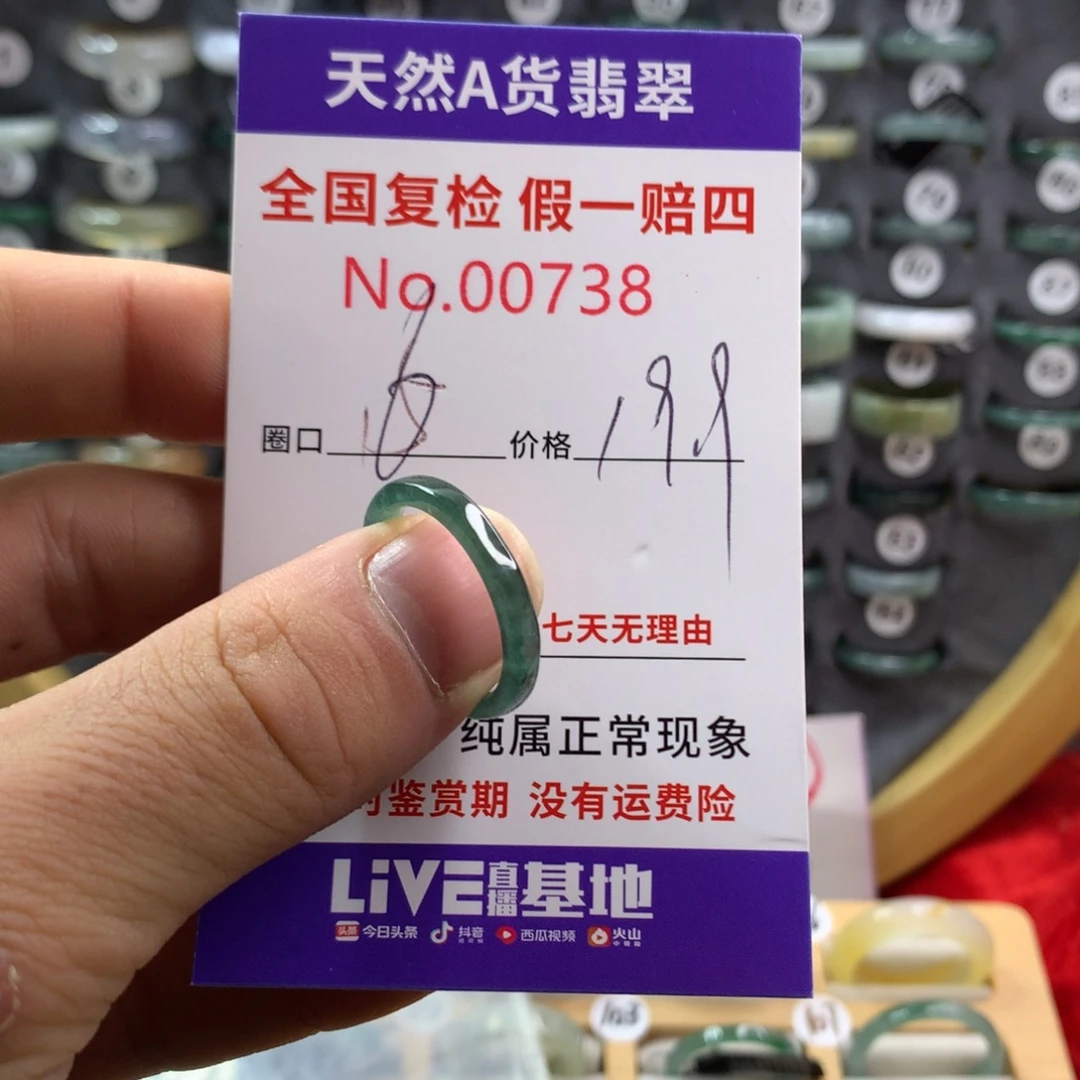 天然A货翡翠
全国复检 假一赔四
No.00738
圈口 价格 199
七天无理由
纯属正常现象
鉴赏期 没有运费险
LiVE直播基地
头条 今日头条 抖音 西瓜视频 火山